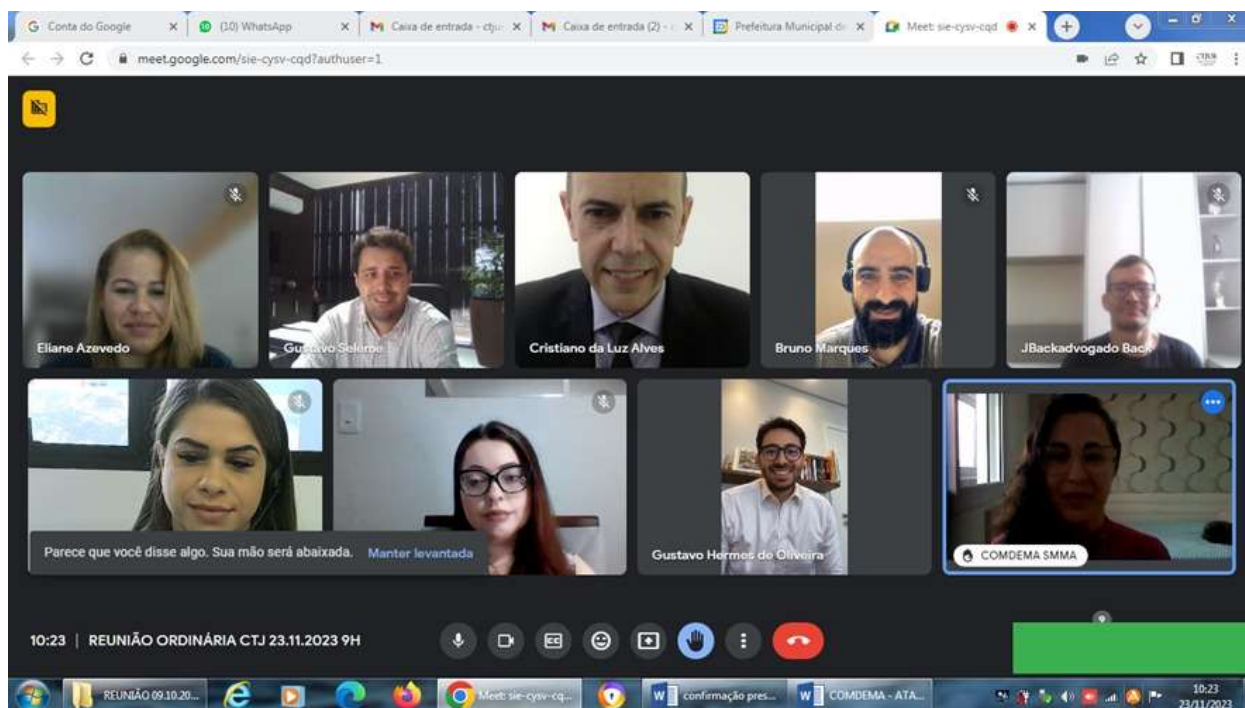 Conta do Google
(10) WhatsApp
Caixa de entrada - ctju
Caixa de entrada (2) - c
Prefeitura Municipal de
Meet: sie-cysv-cqd
meet.google.com/sie-cysv-cqd?authuser=1
Eliane Azevedo
Gustavo Seleme
Cristiano da Luz Alves
Bruno Marques
JBackadvogado Back
Parece que você disse algo. Sua mão será abaixada. Manter levantada
Gustavo Hermes de Oliveira
COMDEMA SMMA
10:23 | REUNIÃO ORDINÁRIA CTJ 23.11.2023 9H
REUNIÃO 09.10.20...
Meet: sie-cysv-cq...
confirmação pres...
COMDEMA - ATA...
10:23
23/11/2023